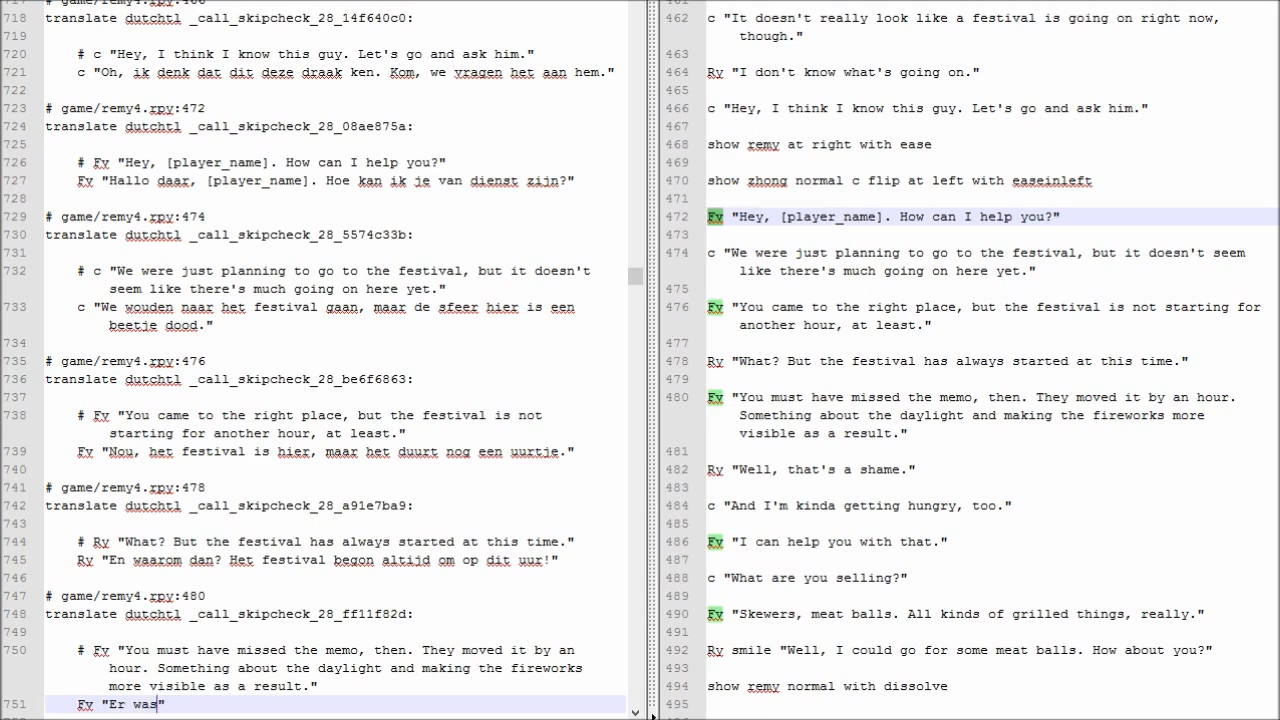 717 # game/remy4.rpy:466
718 translate dutchtl _call_skipcheck_28_14f640c0:
719
720 # c "Hey, I think I know this guy. Let's go and ask him."
721 c "Oh, ik denk dat dit deze draak ken. Kom, we vragen het aan hem."
722
723 # game/remy4.rpy:472
724 translate dutchtl _call_skipcheck_28_08ae875a:
725
726 # Fv "Hey, [player_name]. How can I help you?"
727 Fv "Hallo daar, [player_name]. Hoe kan ik je van dienst zijn?"
728
729 # game/remy4.rpy:474
730 translate dutchtl _call_skipcheck_28_5574c33b:
731
732 # c "We were just planning to go to the festival, but it doesn't
seem like there's much going on here yet."
733 c "We wouden naar het festival gaan, maar de sfeer hier is een
beetje dood."
734
735 # game/remy4.rpy:476
736 translate dutchtl _call_skipcheck_28_be6f6863:
737
738 # Fv "You came to the right place, but the festival is not
starting for another hour, at least."
739 Fv "Nou, het festival is hier, maar het duurt nog een uurtje."
740
741 # game/remy4.rpy:478
742 translate dutchtl _call_skipcheck_28_a91e7ba9:
743
744 # Ry "What? But the festival has always started at this time."
745 Ry "En waarom dan? Het festival begon altijd om op dit uur!"
746
747 # game/remy4.rpy:480
748 translate dutchtl _call_skipcheck_28_ff11f82d:
749
750 # Fv "You must have missed the memo, then. They moved it by an
hour. Something about the daylight and making the fireworks
more visible as a result."
751 Fv "Er was"
462 c "It doesn't really look like a festival is going on right now,
though."
463
464 Ry "I don't know what's going on."
465
466 c "Hey, I think I know this guy. Let's go and ask him."
467
468 show remy at right with ease
469
470 show zhong normal c flip at left with easeinleft
471
472 Fv "Hey, [player_name]. How can I help you?"
473
474 c "We were just planning to go to the festival, but it doesn't seem
like there's much going on here yet."
475
476 Fv "You came to the right place, but the festival is not starting for
another hour, at least."
477
478 Ry "What? But the festival has always started at this time."
479
480 Fv "You must have missed the memo, then. They moved it by an hour.
Something about the daylight and making the fireworks more
visible as a result."
481
482 Ry "Well, that's a shame."
483
484 c "And I'm kinda getting hungry, too."
485
486 Fv "I can help you with that."
487
488 c "What are you selling?"
489
490 Fv "Skewers, meat balls. All kinds of grilled things, really."
491
492 Ry smile "Well, I could go for some meat balls. How about you?"
493
494 show remy normal with dissolve
495